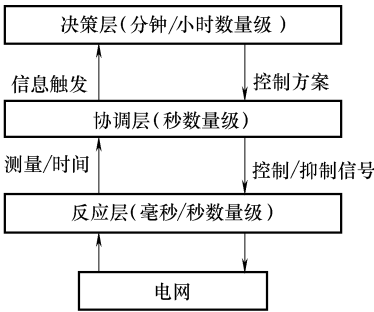 决策层(分钟/小时数量级)
信息触发
控制方案
协调层(秒数量级)
测量/时间
控制/抑制信号
反应层(毫秒/秒数量级)
电网